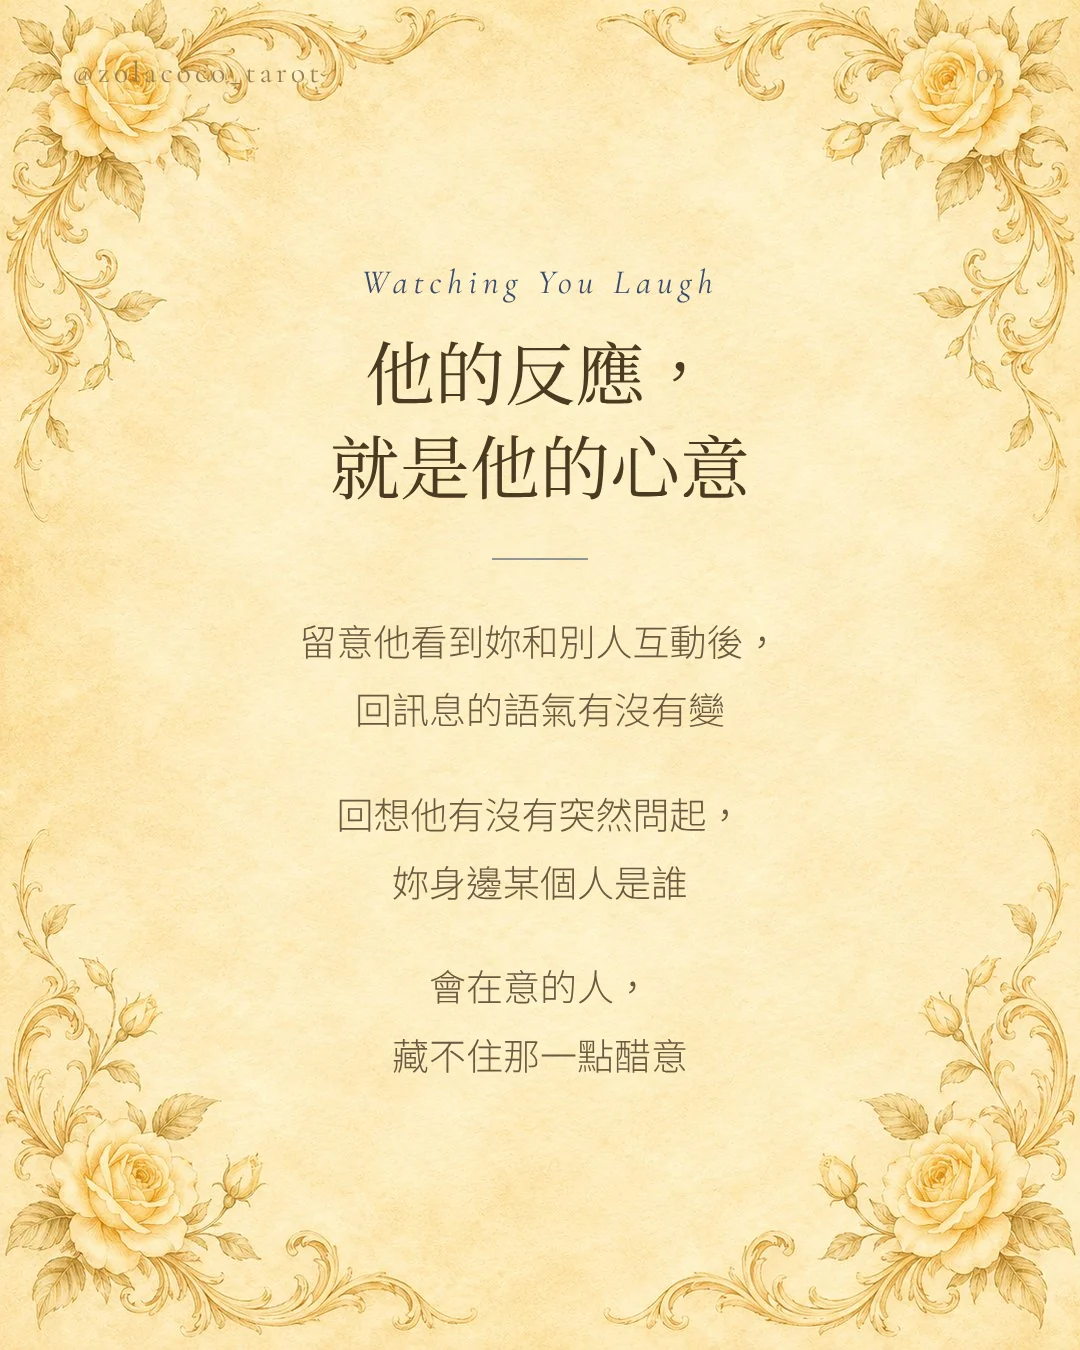 @zolacoco_tarot
03
Watching You Laugh
他的反應，
就是他的心意
留意他看到妳和別人互動後，
回訊息的語氣有沒有變
回想他有沒有突然問起，
妳身邊某個人是誰
會在意的人，
藏不住那一點醋意